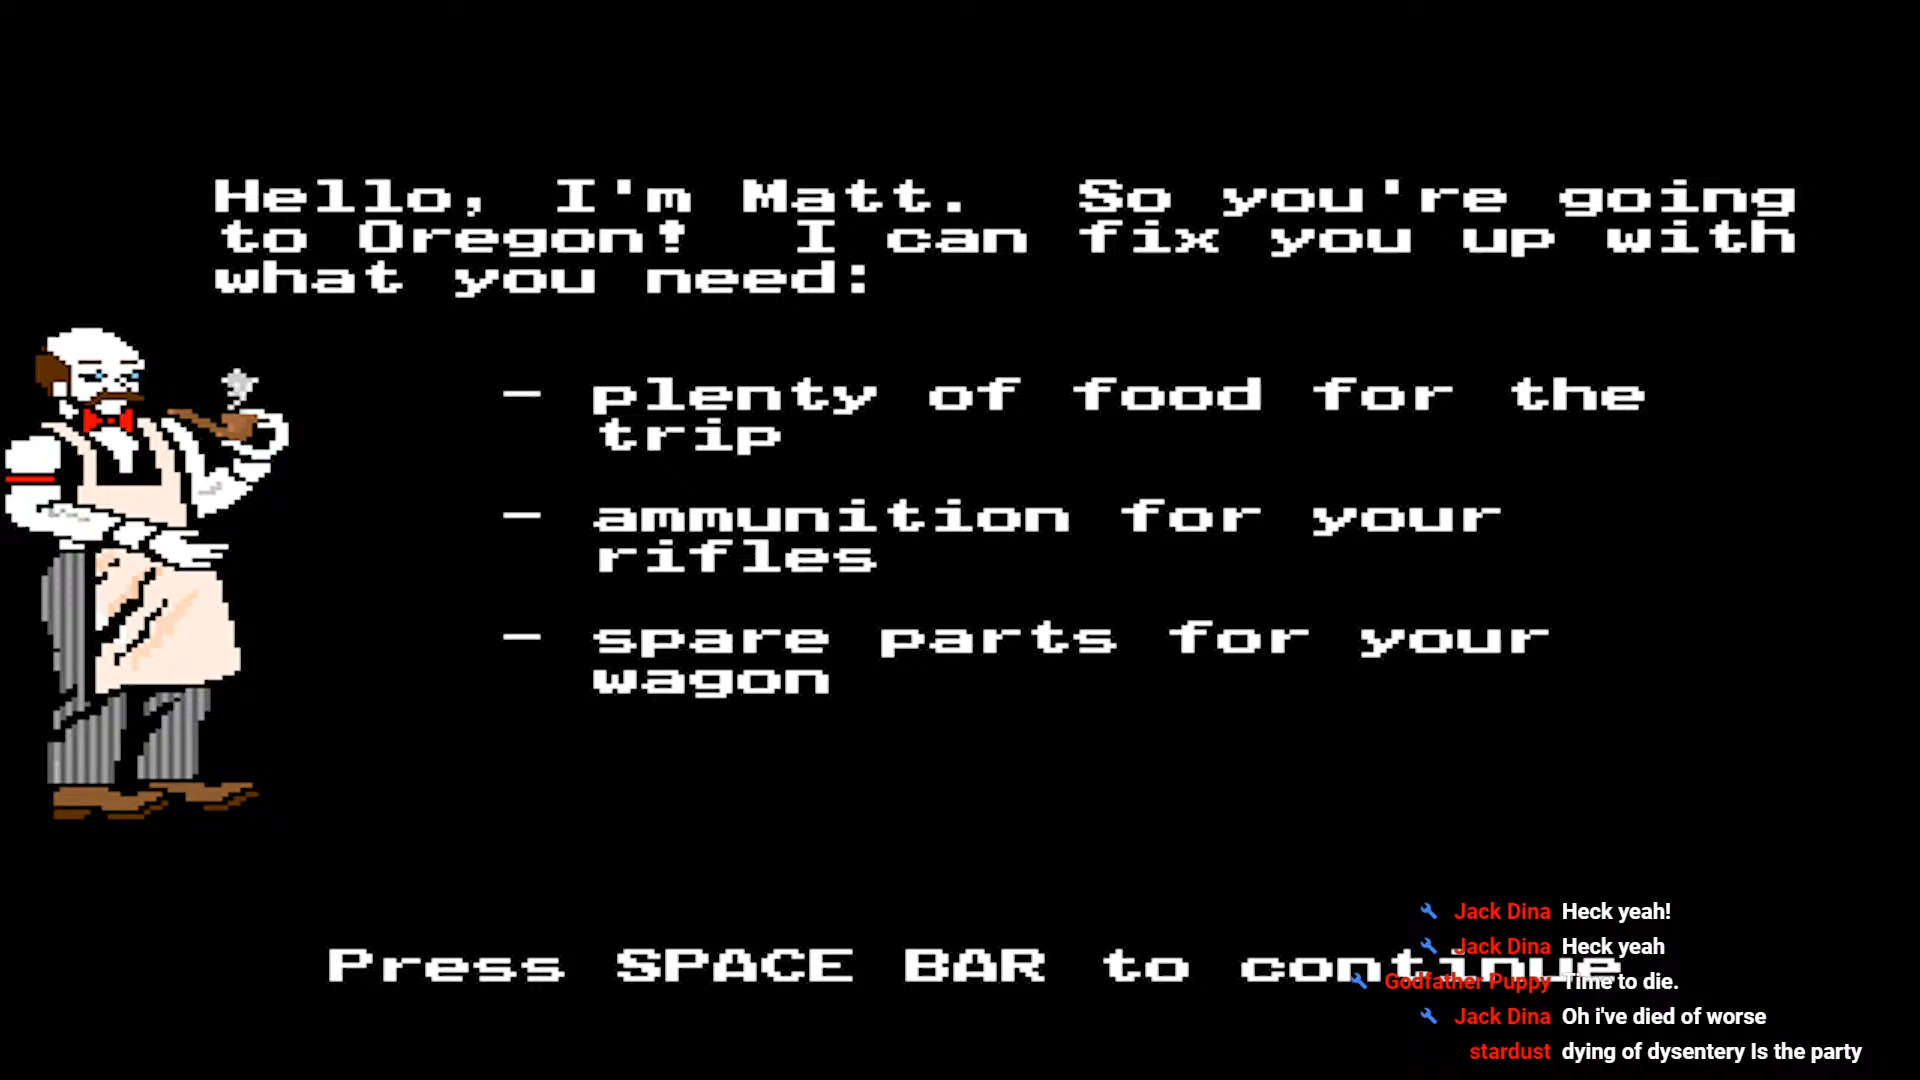 Hello, I'm Matt. So you're going
to Oregon! I can fix you up with
what you need:
- plenty of food for the
trip
- ammunition for your
rifles
- spare parts for your
wagon
Press SPACE BAR to continue
Jack Dina Heck yeah!
Jack Dina Heck yeah
Godfather Puppy Time to die.
Jack Dina Oh i've died of worse
stardust dying of dysentery Is the party